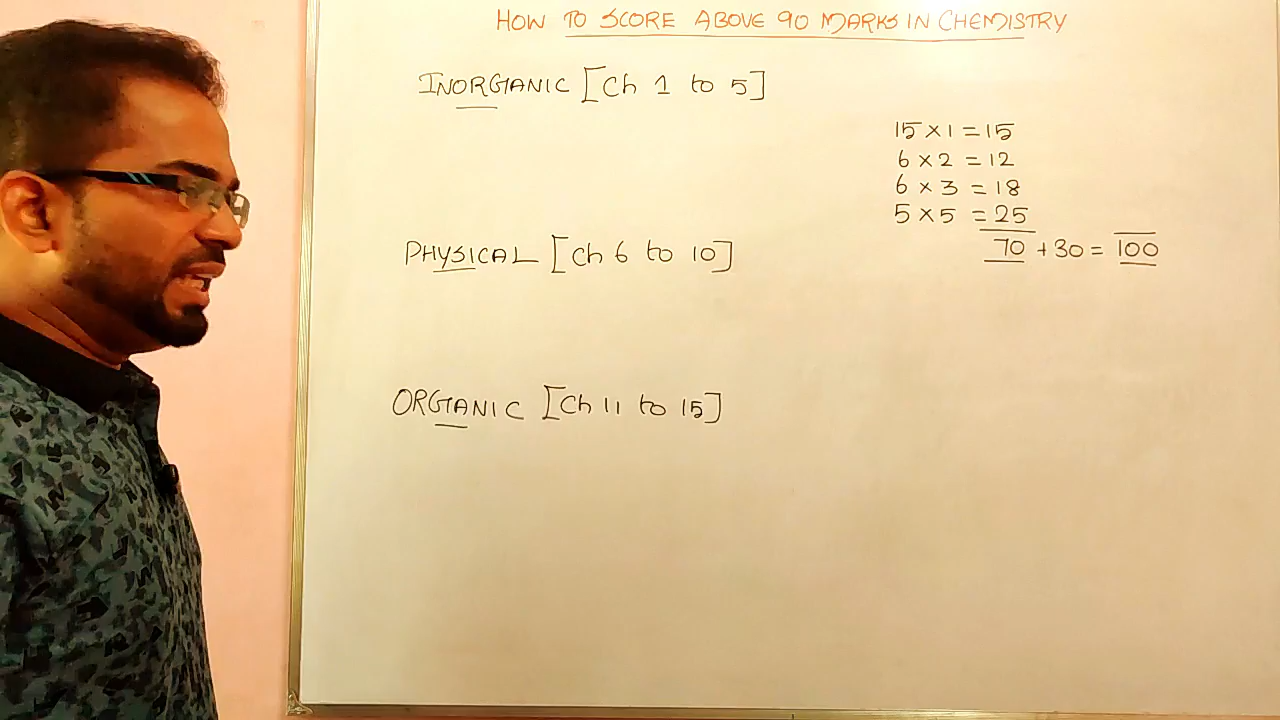 HOW TO SCORE ABOVE 90 MARKS IN CHEMISTRY
INORGANIC [Ch 1 to 5]
15 × 1 = 15
6 × 2 = 12
6 × 3 = 18
5 × 5 = 25
70 + 30 = 100
PHYSICAL [Ch 6 to 10]
ORGANIC [Ch 11 to 15]